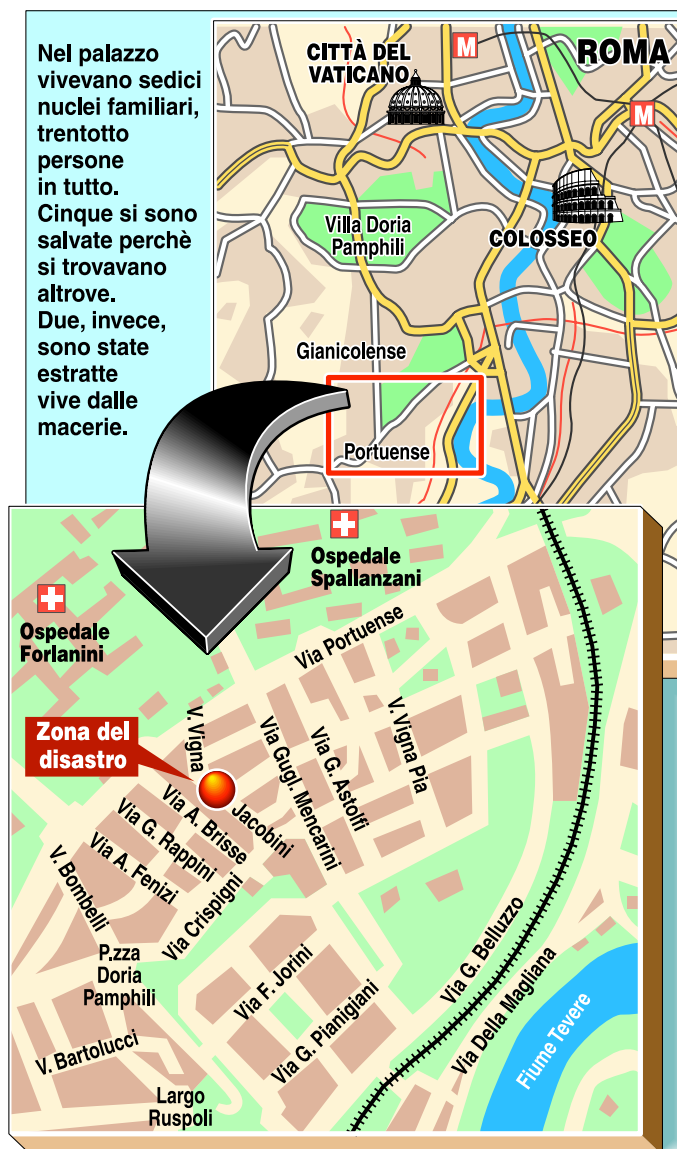 Nel palazzo
vivevano sedici
nuclei familiari,
trentotto
persone
in tutto.
Cinque si sono
salvate perchè
si trovavano
altrove.
Due, invece,
sono state
estratte
vive dalle
macerie.
CITTÀ DEL
VATICANO
M
ROMA
M
Villa Doria
Pamphili
COLOSSEO
Gianicolense
Portuense
Ospedale
Spallanzani
Ospedale
Forlanini
Via Portuense
Zona del
disastro
V. Vigna
Jacobini
Via Gugl. Mencarini
Via G. Astolfi
V. Vigna Pia
Via A. Brisse
Via G. Rappini
Via A. Fenizi
V. Bombelli
Via Crispigni
P.zza
Doria
Pamphili
Via F. Jorini
Via G. Pianigiani
Via G. Belluzzo
Via Della Magliana
Fiume Tevere
V. Bartolucci
Largo
Ruspoli